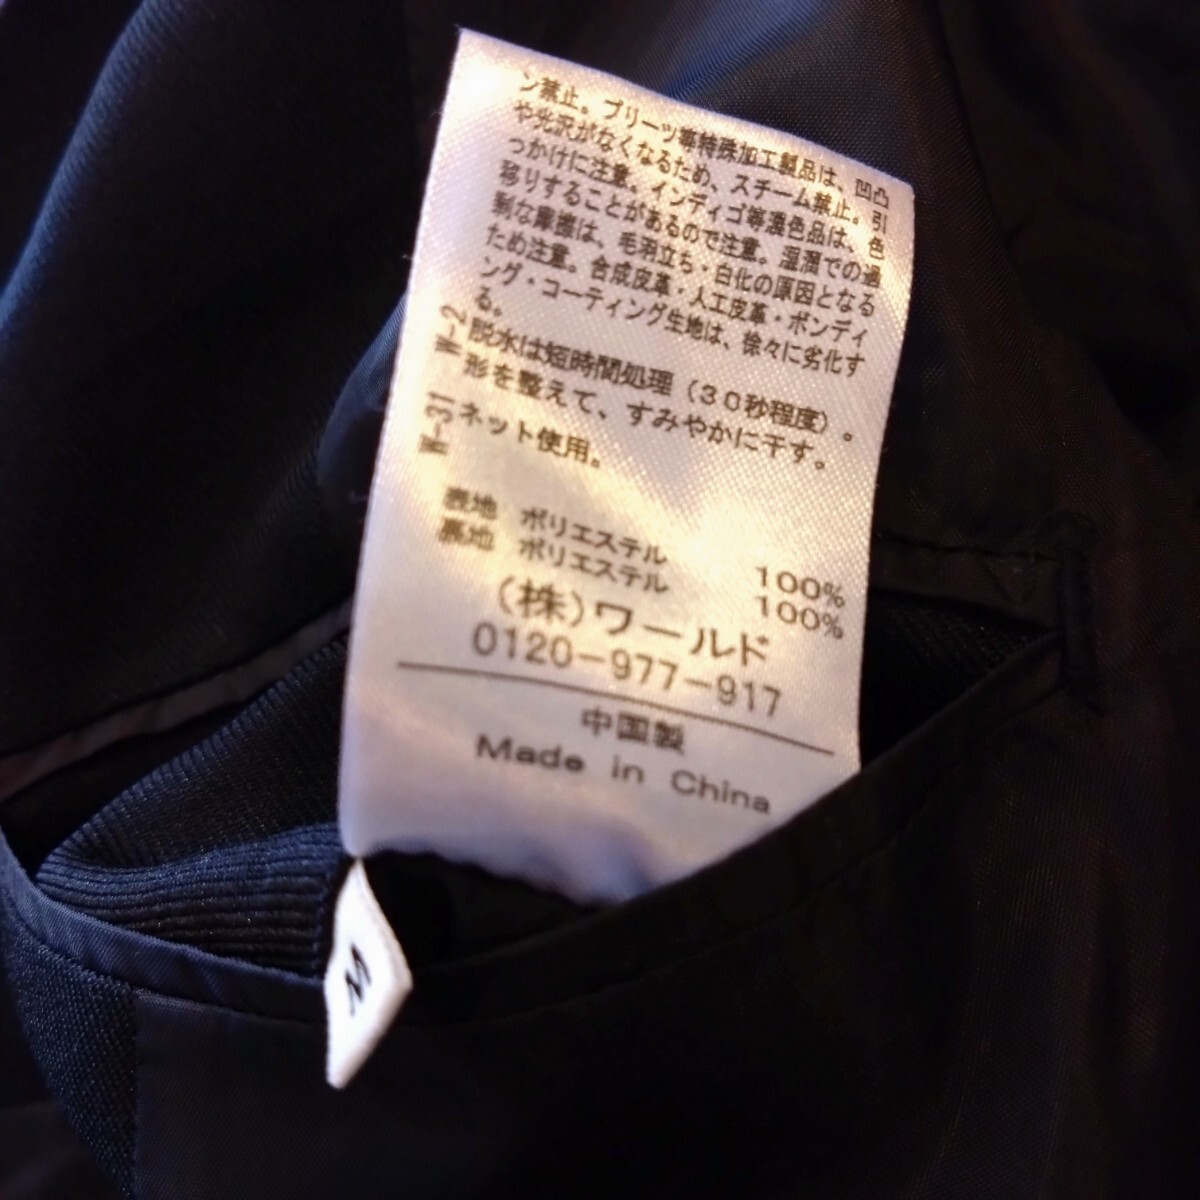 ン禁止。プリーツ等特殊加工製品は、凹凸
や光沢がなくなるため、スチーム禁止。引
っかけに注意。インディゴ等濃色品は、色
移りすることがあるので注意。湿潤での過
剰な摩擦は、毛羽立ち・白化の原因となる
ため注意。合成皮革・人工皮革・ボンディ
ング・コーティング生地は、徐々に劣化す
る。
W-2 脱水は短時間処理（30秒程度）。
形を整えて、すみやかに干す。
W-31 ネット使用。
表地 ポリエステル 100%
裏地 ポリエステル 100%
（株）ワールド
0120-977-917
中国製
Made in China
M